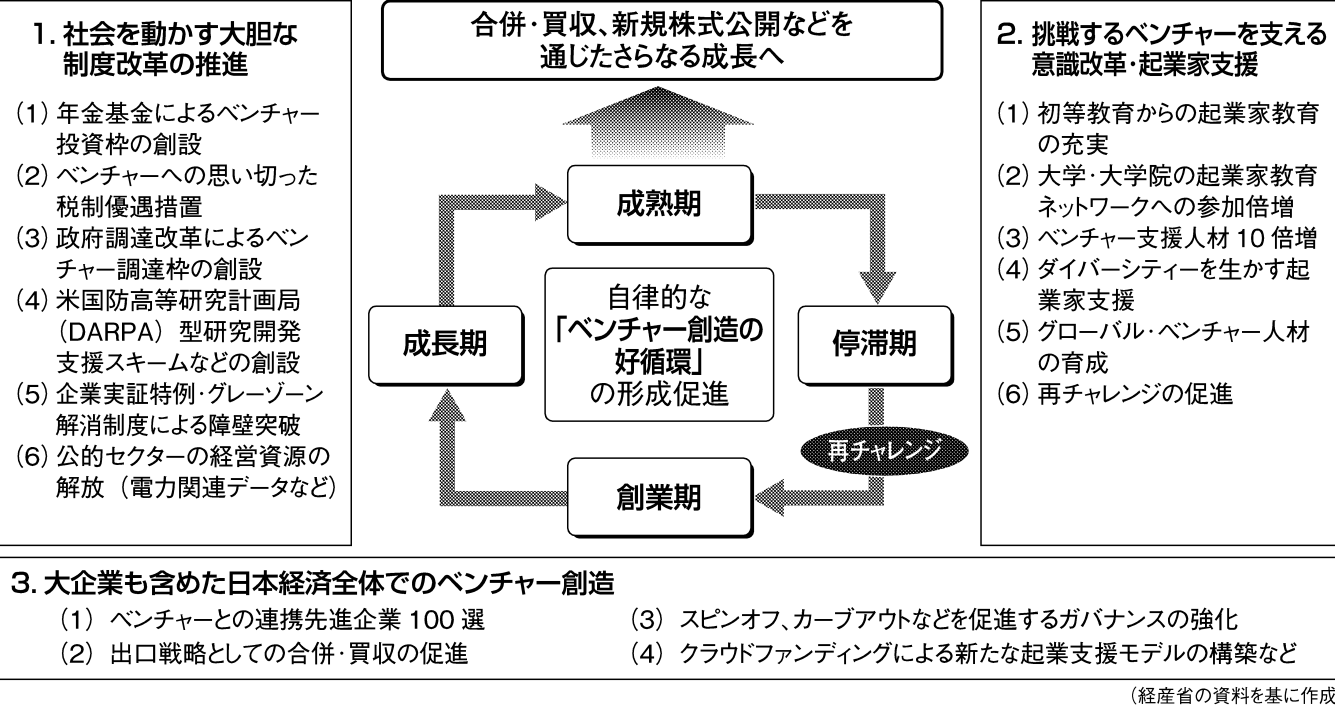 1. 社会を動かす大胆な
制度改革の推進
(1) 年金基金によるベンチャー
投資枠の創設
(2) ベンチャーへの思い切った
税制優遇措置
(3) 政府調達改革によるベン
チャー調達枠の創設
(4) 米国防高等研究計画局
(DARPA) 型研究開発
支援スキームなどの創設
(5) 企業実証特例・グレーゾーン
解消制度による障壁突破
(6) 公的セクターの経営資源の
解放 (電力関連データなど)
合併・買収、新規株式公開などを
通じたさらなる成長へ
成熟期
成長期
自律的な
「ベンチャー創造の
好循環」
の形成促進
停滞期
再チャレンジ
創業期
2. 挑戦するベンチャーを支える
意識改革・起業家支援
(1) 初等教育からの起業家教育
の充実
(2) 大学・大学院の起業家教育
ネットワークへの参加倍増
(3) ベンチャー支援人材10倍増
(4) ダイバーシティーを生かす起
業家支援
(5) グローバル・ベンチャー人材
の育成
(6) 再チャレンジの促進
3. 大企業も含めた日本経済全体でのベンチャー創造
(1) ベンチャーとの連携先進企業100選
(2) 出口戦略としての合併・買収の促進
(3) スピンオフ、カーブアウトなどを促進するガバナンスの強化
(4) クラウドファンディングによる新たな起業支援モデルの構築など
(経産省の資料を基に作成